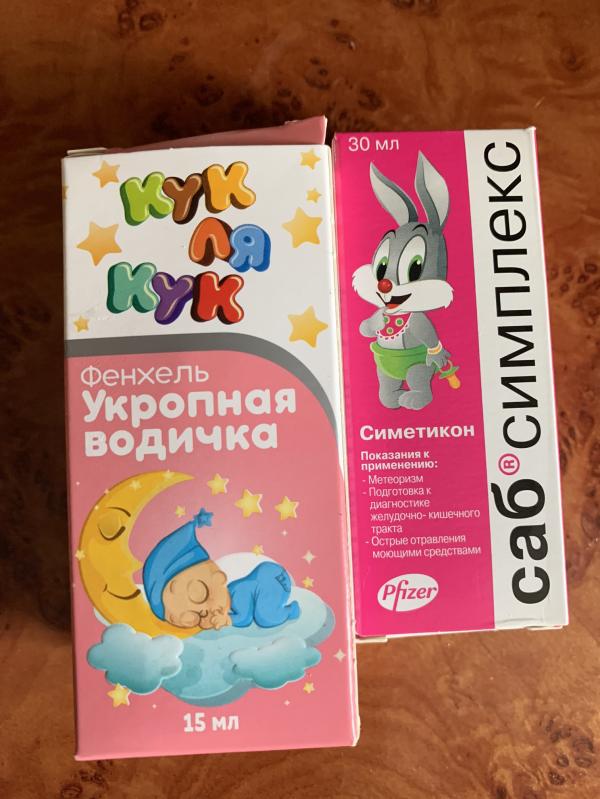 КУК
ЛЯ
КУК
Фенхель
Укропная
водичка
15 мл
30 мл
Симетикон
Показания к
применению:
- Метеоризм
- Подготовка к
диагностике
желудочно- кишечного
тракта
- Острые отравления
моющими средствами
Pfizer
саб® симплекс